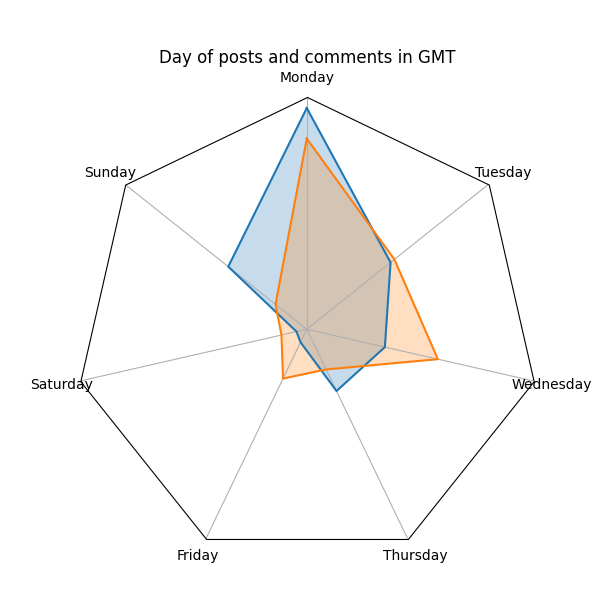 Day of posts and comments in GMT
Monday
Sunday
Tuesday
Saturday
Wednesday
Friday
Thursday